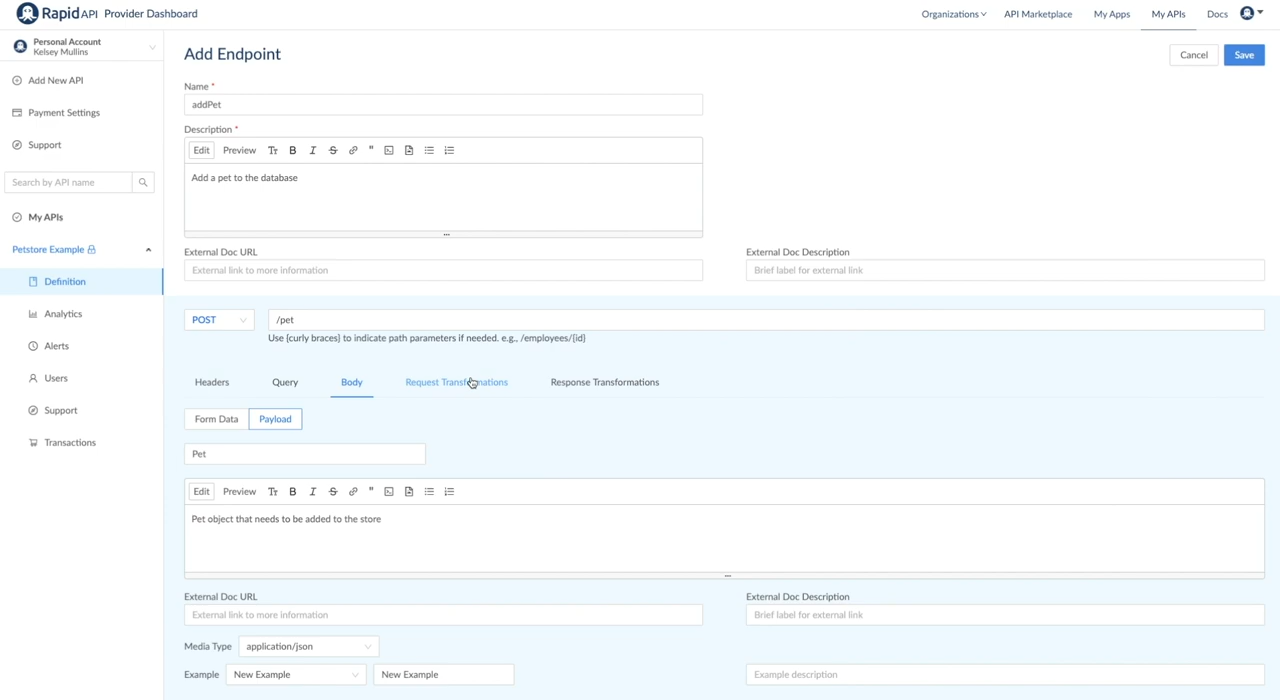 RapidAPI Provider Dashboard
Organizations API Marketplace My Apps My APIs Docs
Personal Account
Kelsey Mullins
Add New API
Payment Settings
Support
Search by API name
My APIs
Petstore Example
Definition
Analytics
Alerts
Users
Support
Transactions
Add Endpoint
Cancel Save
Name *
addPet
Description *
Edit Preview
Add a pet to the database
External Doc URL External Doc Description
External link to more information Brief label for external link
POST /pet
Use {curly braces} to indicate path parameters if needed. e.g., /employees/{id}
Headers Query Body Request Transformations Response Transformations
Form Data Payload
Pet
Edit Preview
Pet object that needs to be added to the store
External Doc URL External Doc Description
External link to more information Brief label for external link
Media Type application/json
Example New Example New Example Example description